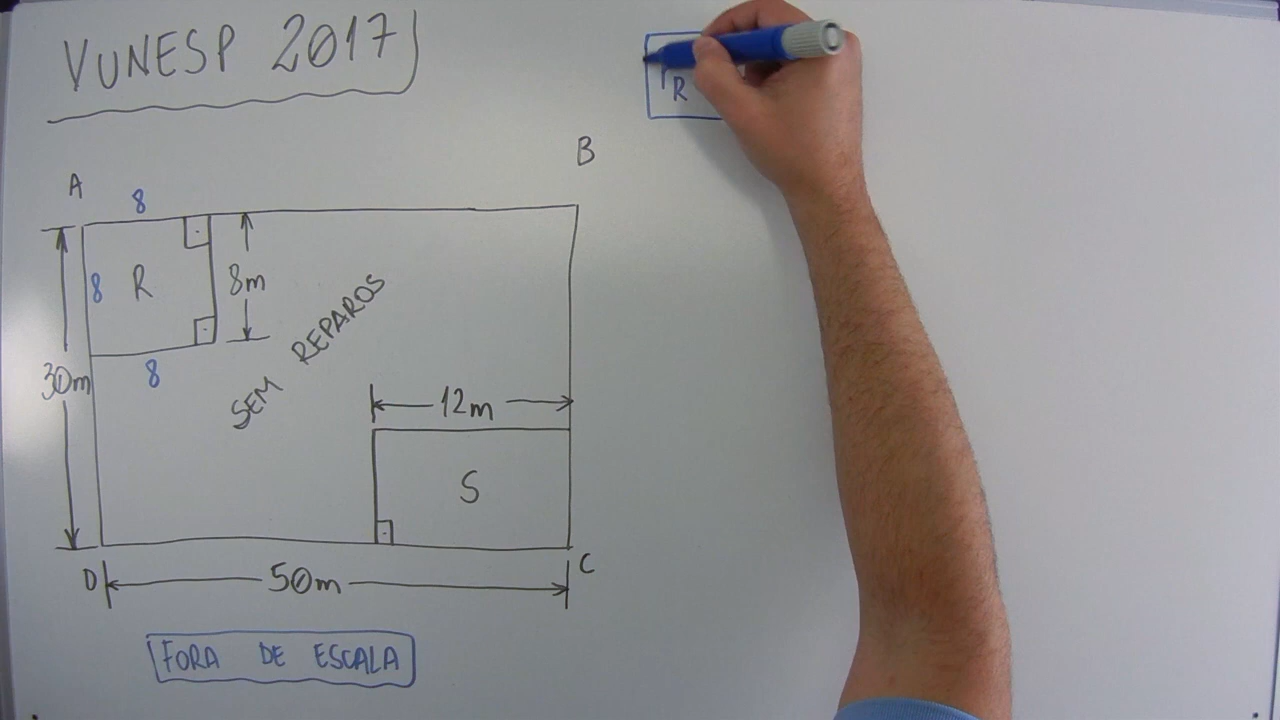 VUNESP 2017
R
B
A
8
8
R
8m
SEM REPAROS
30m
8
12m
S
D
50m
C
FORA DE ESCALA